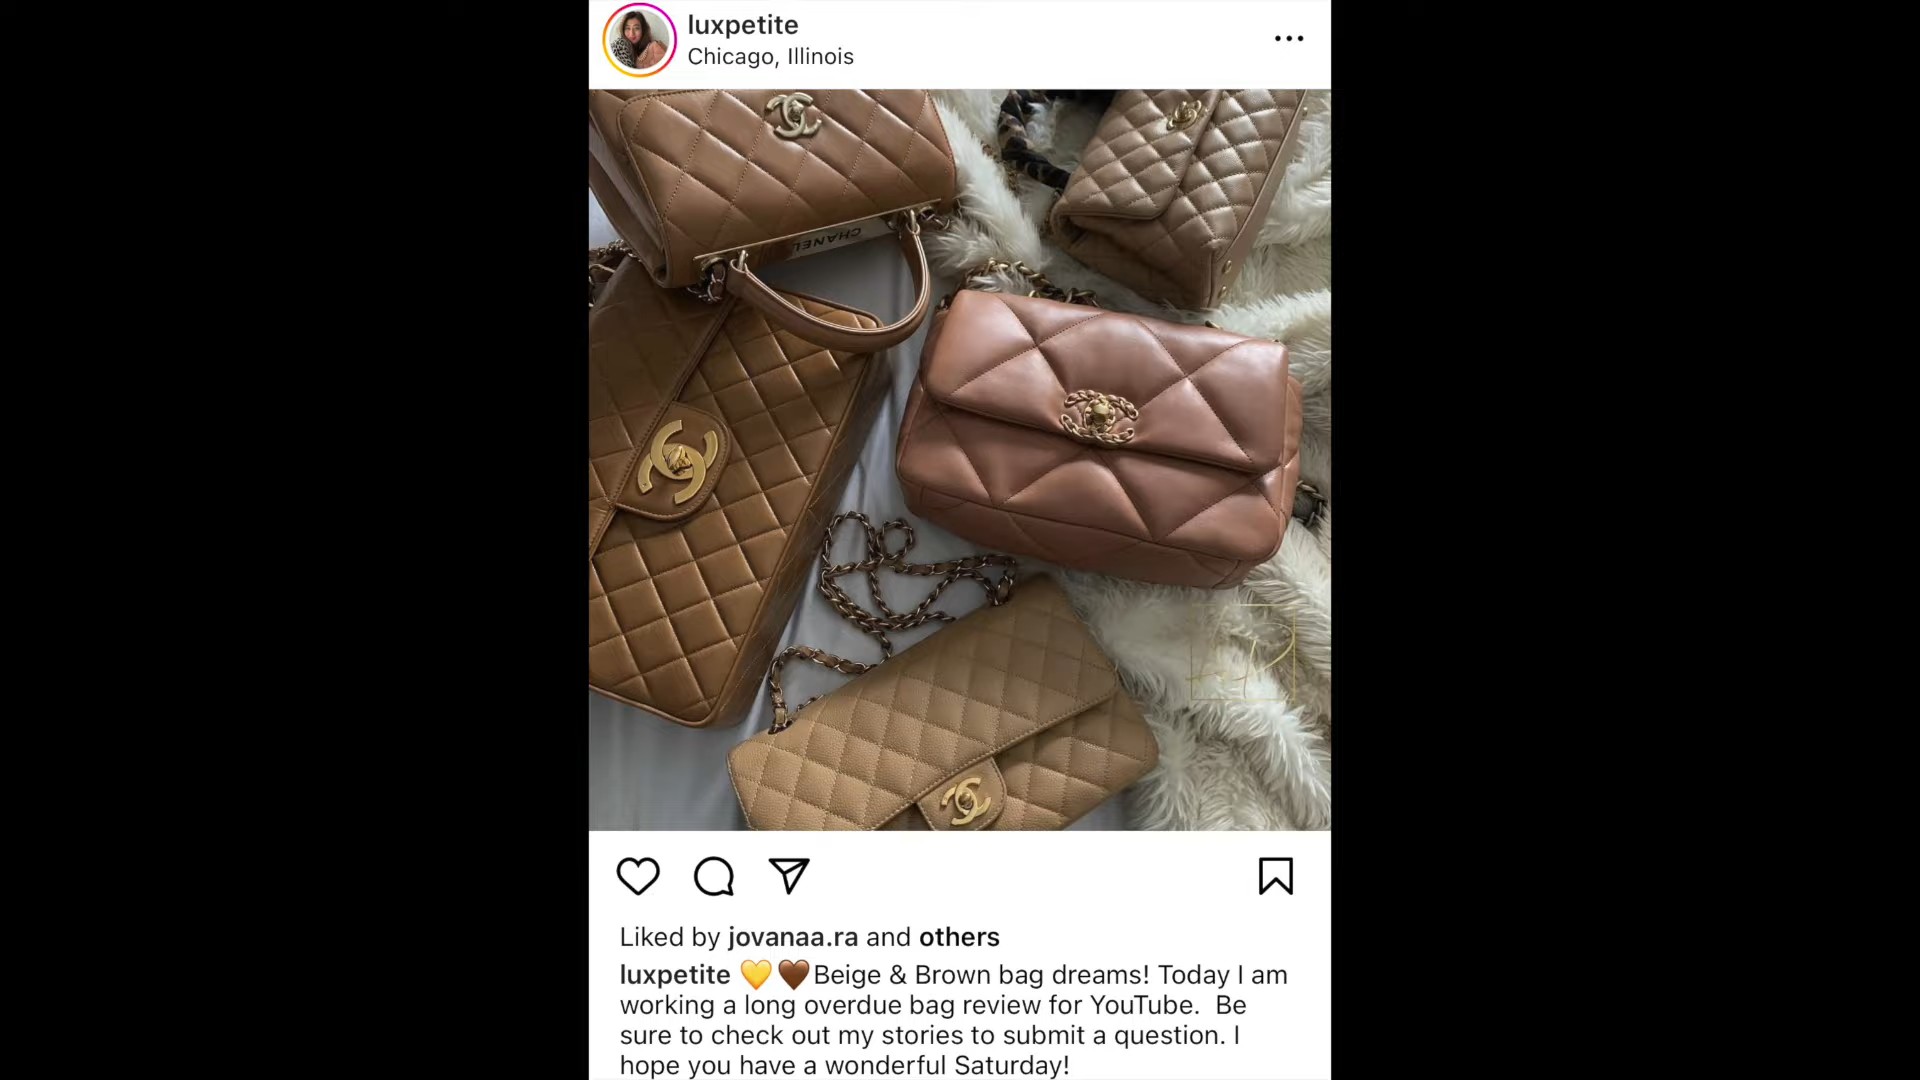 luxpetite
Chicago, Illinois
CHANEL
Liked by jovanaa.ra and others
luxpetite 💛🤎Beige & Brown bag dreams! Today I am
working a long overdue bag review for YouTube. Be
sure to check out my stories to submit a question. I
hope you have a wonderful Saturday!